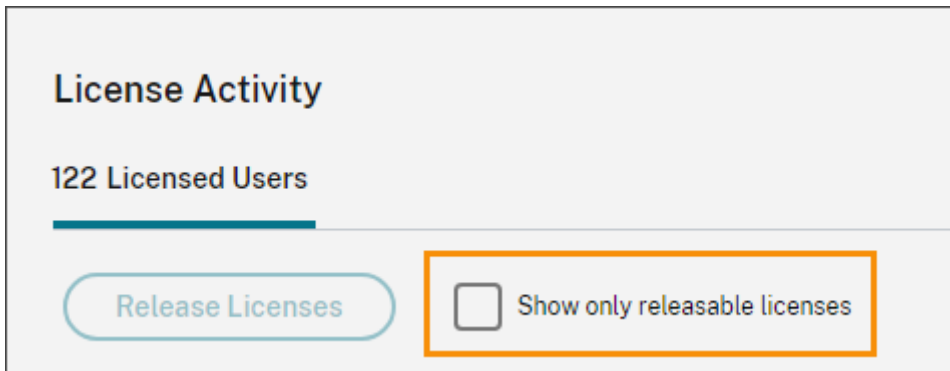 License Activity
122 Licensed Users
Release Licenses
Show only releasable licenses